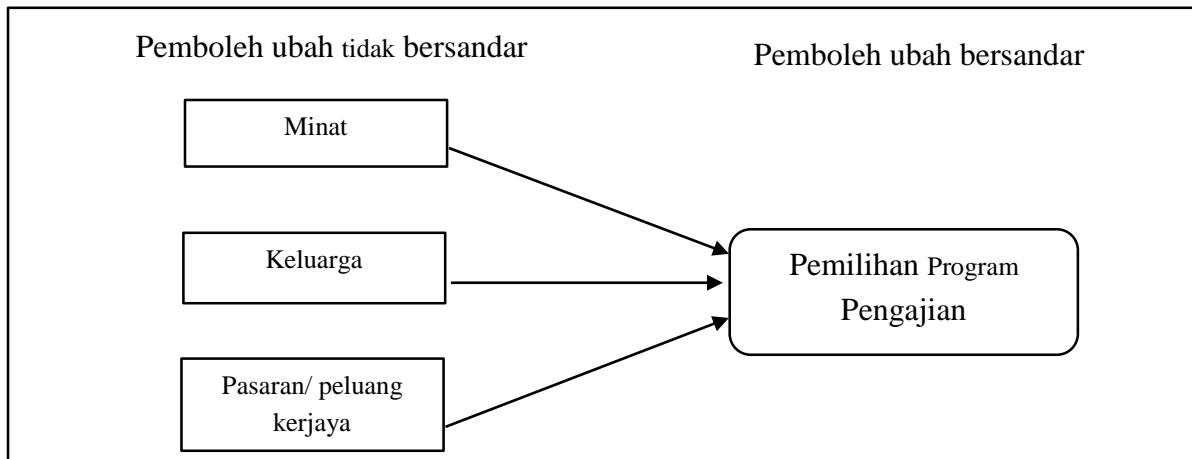 Pemboleh ubah tidak bersandar
Pemboleh ubah bersandar
Minat
Keluarga
Pemilihan Program
Pengajian
Pasaran/ peluang
kerjaya